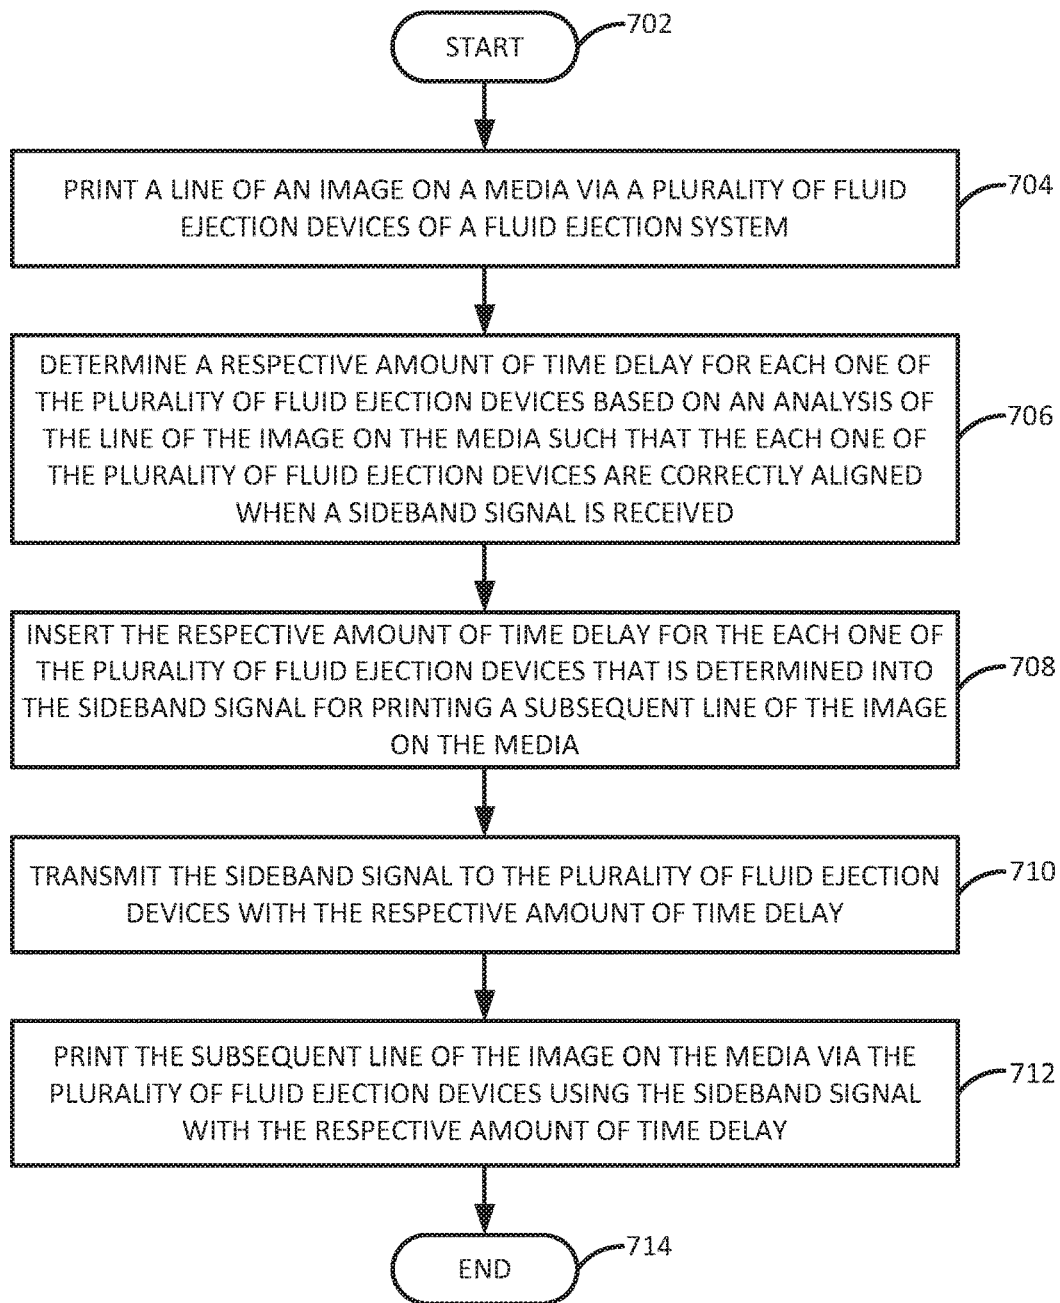 START
702
PRINT A LINE OF AN IMAGE ON A MEDIA VIA A PLURALITY OF FLUID
EJECTION DEVICES OF A FLUID EJECTION SYSTEM
704
DETERMINE A RESPECTIVE AMOUNT OF TIME DELAY FOR EACH ONE OF
THE PLURALITY OF FLUID EJECTION DEVICES BASED ON AN ANALYSIS OF
THE LINE OF THE IMAGE ON THE MEDIA SUCH THAT THE EACH ONE OF
THE PLURALITY OF FLUID EJECTION DEVICES ARE CORRECTLY ALIGNED
WHEN A SIDEBAND SIGNAL IS RECEIVED
706
INSERT THE RESPECTIVE AMOUNT OF TIME DELAY FOR THE EACH ONE OF
THE PLURALITY OF FLUID EJECTION DEVICES THAT IS DETERMINED INTO
THE SIDEBAND SIGNAL FOR PRINTING A SUBSEQUENT LINE OF THE IMAGE
ON THE MEDIA
708
TRANSMIT THE SIDEBAND SIGNAL TO THE PLURALITY OF FLUID EJECTION
DEVICES WITH THE RESPECTIVE AMOUNT OF TIME DELAY
710
PRINT THE SUBSEQUENT LINE OF THE IMAGE ON THE MEDIA VIA THE
PLURALITY OF FLUID EJECTION DEVICES USING THE SIDEBAND SIGNAL
WITH THE RESPECTIVE AMOUNT OF TIME DELAY
712
END
714